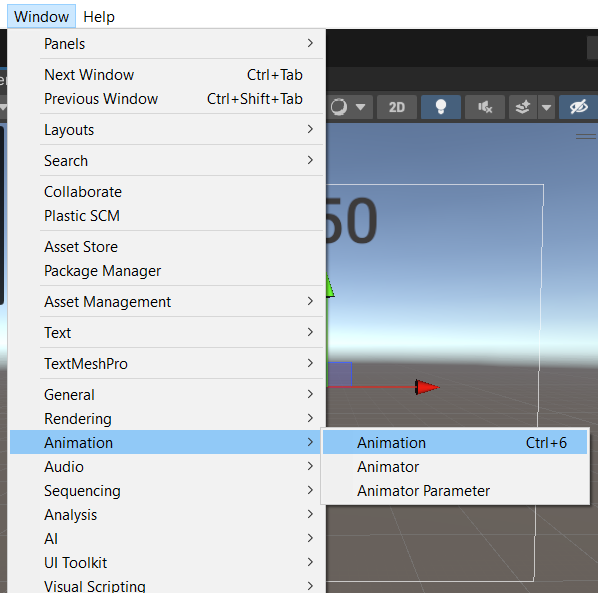 Window Help
Panels
Next Window Ctrl+Tab
Previous Window Ctrl+Shift+Tab
Layouts
Search
Collaborate
Plastic SCM
Asset Store
Package Manager
Asset Management
Text
TextMeshPro
General
Rendering
Animation
Audio
Sequencing
Analysis
AI
UI Toolkit
Visual Scripting
Animation Ctrl+6
Animator
Animator Parameter
2D
50